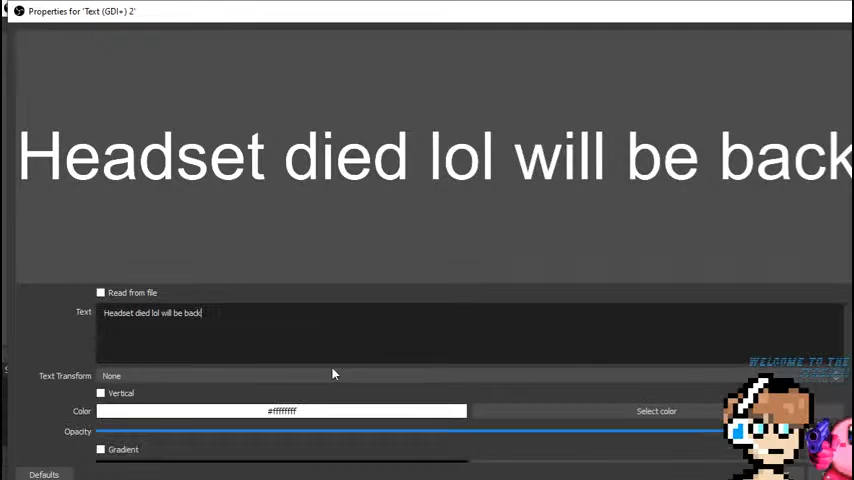 Properties for 'Text (GDI+) 2'
Headset died lol will be back
Read from file
Text
Headset died lol will be back
Text Transform
None
Vertical
Color
#ffffffff
Select color
Opacity
Gradient
Defaults
WELCOME TO THE